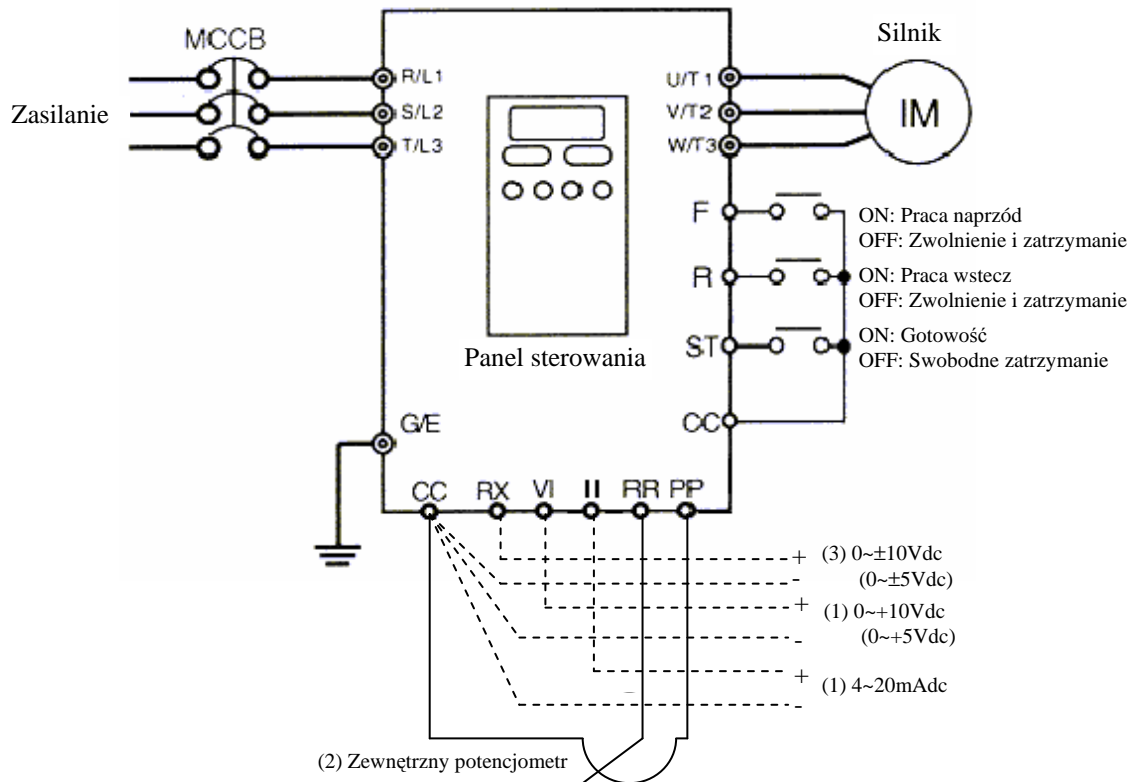 MCCB
Silnik
Zasilanie
R/L1
S/L2
T/L3
U/T1
V/T2
W/T3
IM
F
ON: Praca naprzód
OFF: Zwolnienie i zatrzymanie
R
ON: Praca wstecz
OFF: Zwolnienie i zatrzymanie
ST
ON: Gotowość
OFF: Swobodne zatrzymanie
Panel sterowania
G/E
CC
CC RX VI II RR PP
+ (3) 0~±10Vdc
- (0~±5Vdc)
+ (1) 0~+10Vdc
- (0~+5Vdc)
+ (1) 4~20mAdc
-
(2) Zewnętrzny potencjometr